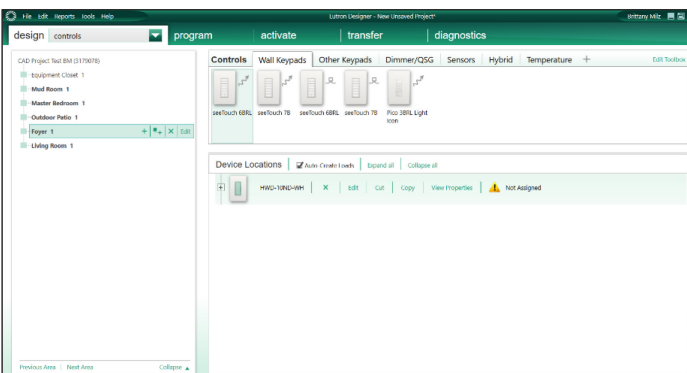 File Edit Reports Tools Help
Lutron Designer - New Unsaved Project*
Brittany Milz
design controls program activate transfer diagnostics
CAD Project Test BM (3179078)
Equipment Closet 1
Mud Room 1
Master Bedroom 1
Outdoor Patio 1
Foyer 1 + × Edit
Living Room 1
Previous Area Next Area Collapse
Controls Wall Keypads Other Keypads Dimmer/QSG Sensors Hybrid Temperature + Edit Toolbox
seeTouch 6BRL seeTouch 7B seeTouch 6BRL seeTouch 7B Pico 3BRL Light
Icon
Device Locations Auto-Create Loads Expand all Collapse all
HWD-10ND-WH × Edit Cut Copy View Properties Not Assigned